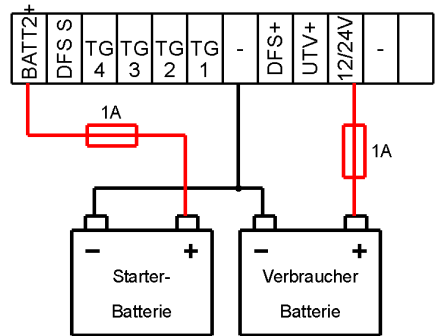 BATT2+
DFS S
TG 4
TG 3
TG 2
TG 1
-
DFS+
UTV+
12/24V
-
1A
1A
− +
Starter-
Batterie
− +
Verbraucher
Batterie